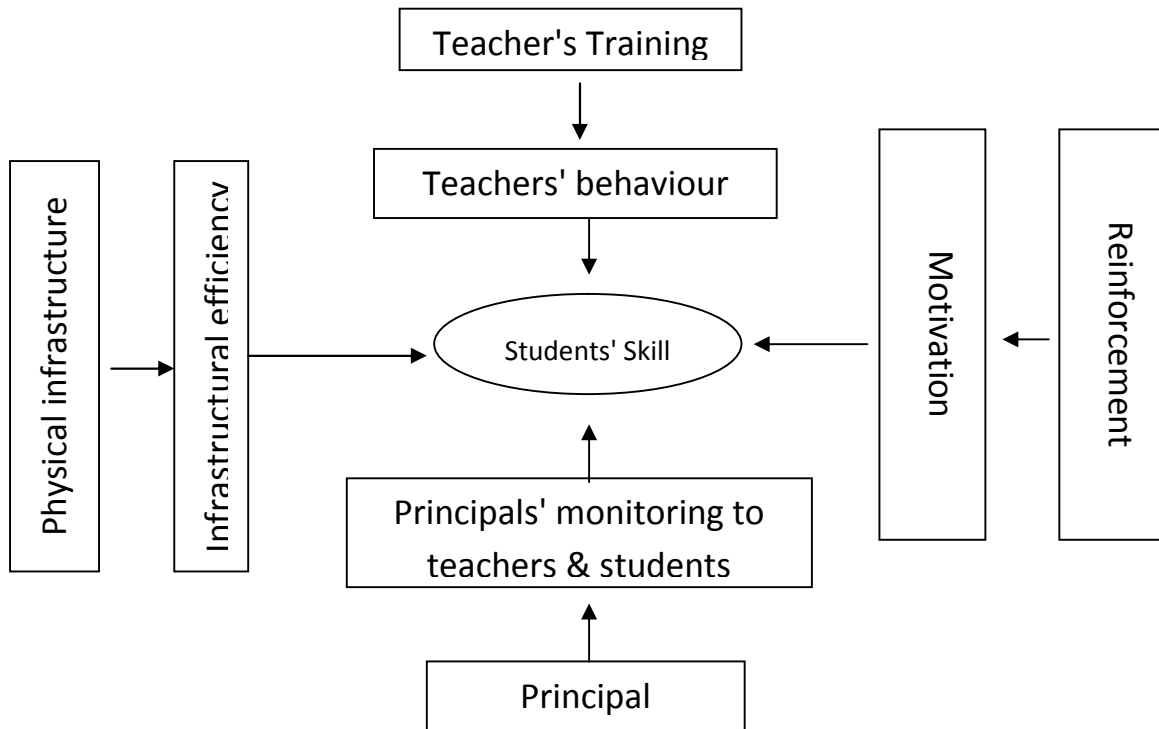 Teacher's Training
Teachers' behaviour
Physical infrastructure
Infrastructural efficiency
Students' Skill
Motivation
Reinforcement
Principals' monitoring to
teachers & students
Principal